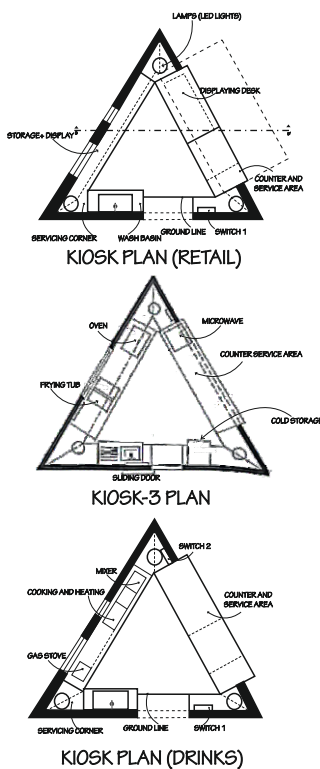 LAMPS (LED LIGHTS)
DISPLAYING DESK
STORAGE+ DISPLAY
COUNTER AND
SERVICE AREA
SERVICING CORNER
WASH BASIN
GROUND LINE
SWITCH 1
KIOSK PLAN (RETAIL)
OVEN
MICROWAVE
COUNTER SERVICE AREA
FRYING TUB
COLD STORAGE
SLIDING DOOR
KIOSK-3 PLAN
SWITCH 2
MIXER
COOKING AND HEATING
COUNTER AND
SERVICE AREA
GAS STOVE
SERVICING CORNER
GROUND LINE
SWITCH 1
KIOSK PLAN (DRINKS)